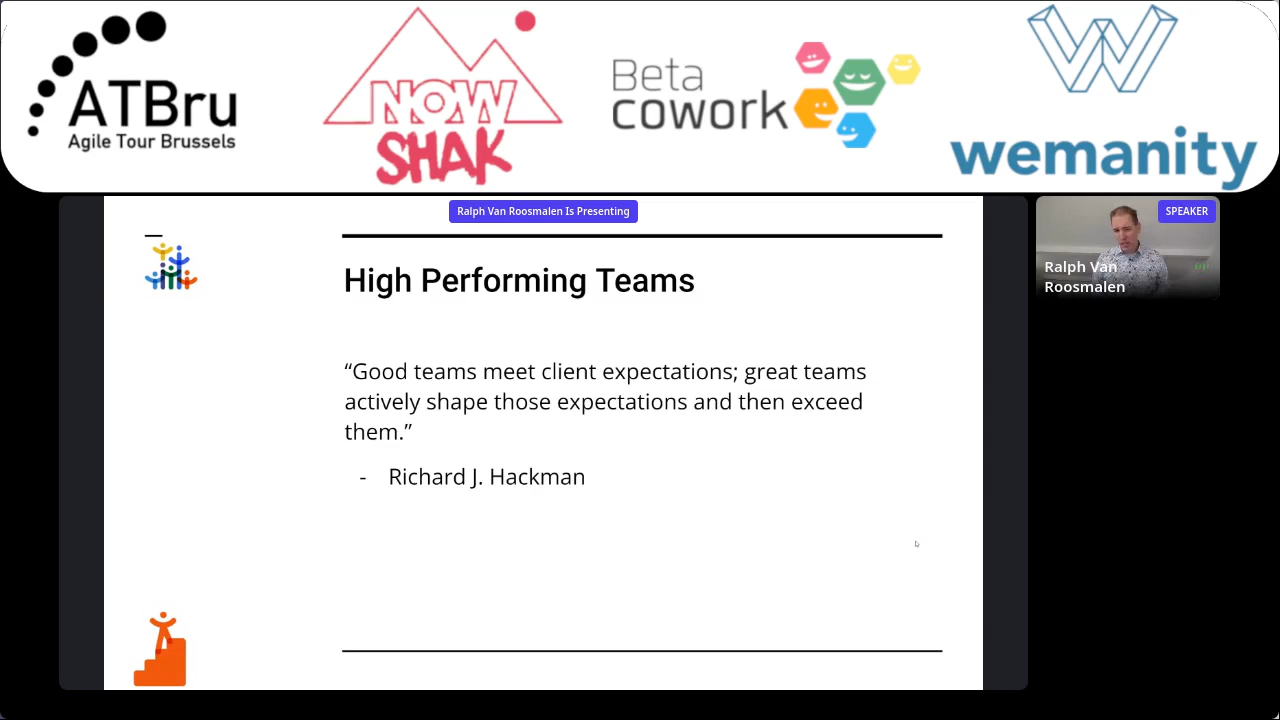 ATBru
Agile Tour Brussels
NOW
SHAK
Beta
cowork
wemanity
Ralph Van Roosmalen Is Presenting
SPEAKER
Ralph Van
Roosmalen
High Performing Teams
“Good teams meet client expectations; great teams
actively shape those expectations and then exceed
them.”
- Richard J. Hackman